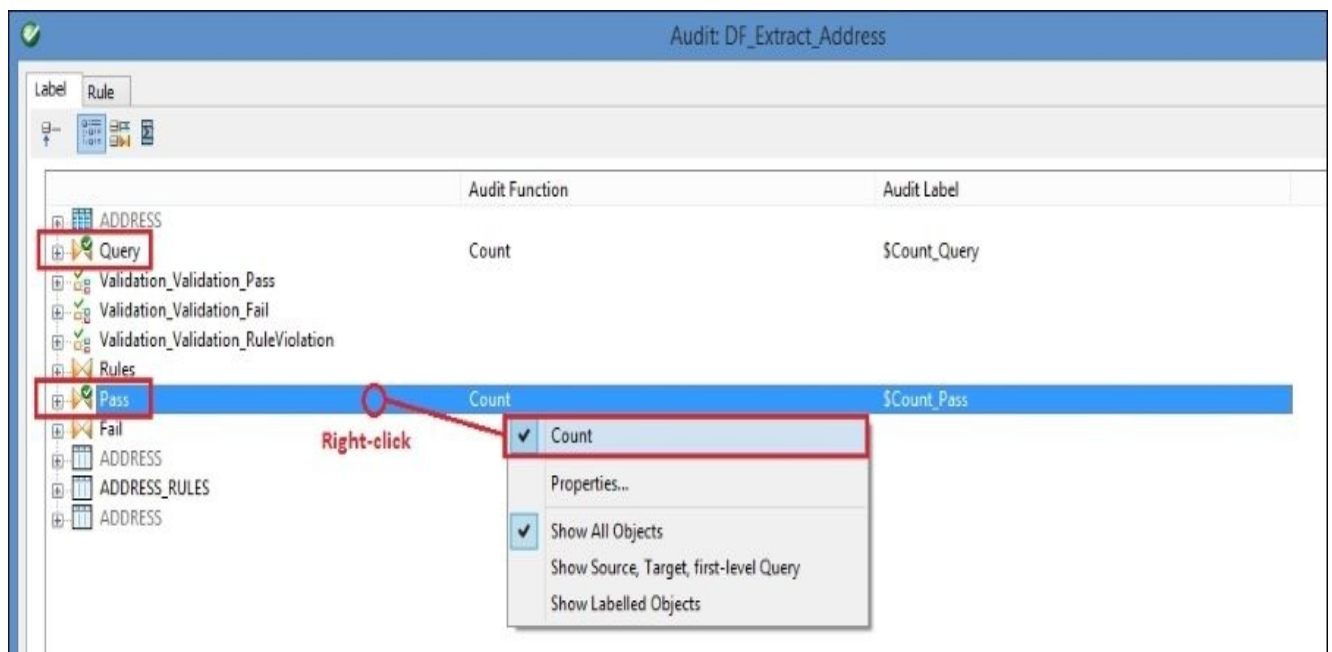 Audit: DF_Extract_Address
Label Rule
Audit Function Audit Label
ADDRESS
Query Count $Count_Query
Validation_Validation_Pass
Validation_Validation_Fail
Validation_Validation_RuleViolation
Rules
Pass Count $Count_Pass
Fail
Right-click
Count
ADDRESS
Properties...
ADDRESS_RULES
ADDRESS
Show All Objects
Show Source, Target, first-level Query
Show Labelled Objects